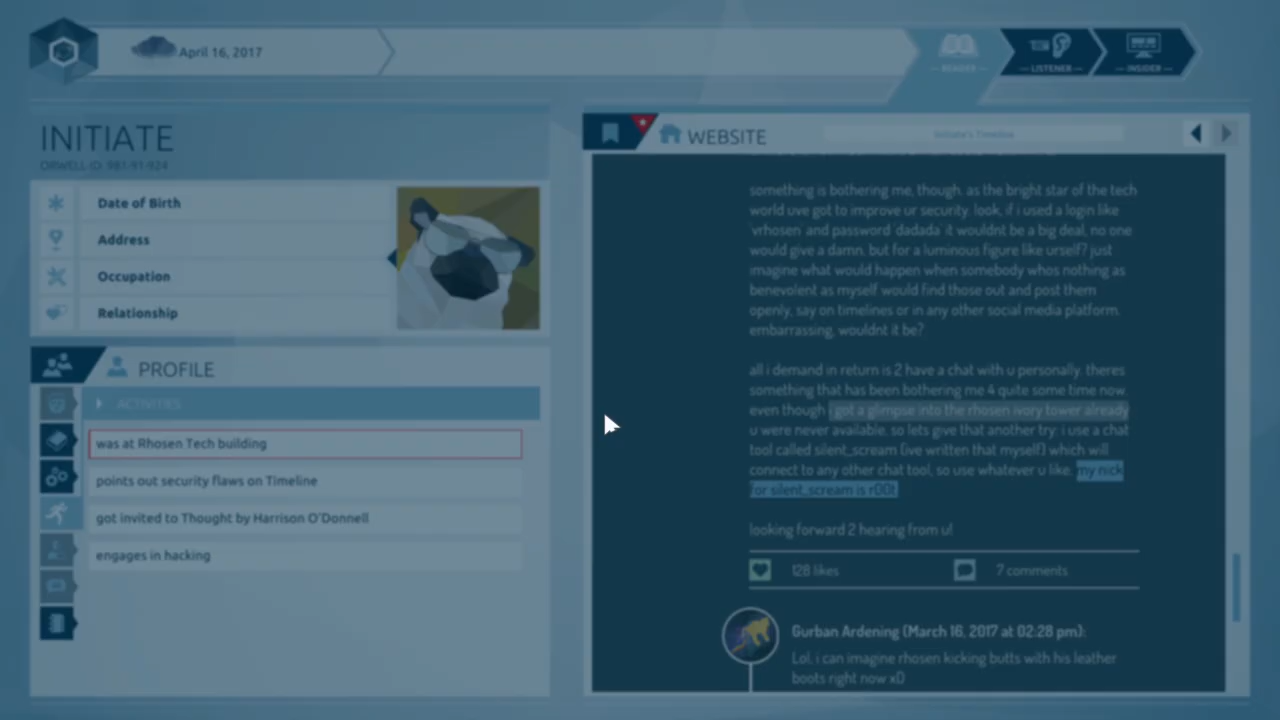 April 16, 2017
READER
LISTENER
INSIDER
INITIATE
ORWELL-ID: 981-91-924
Date of Birth
Address
Occupation
Relationship
PROFILE
ACTIVITIES
was at Rhosen Tech building
points out security flaws on Timeline
got invited to Thought by Harrison O'Donnell
engages in hacking
WEBSITE
Initiate's Timeline
something is bothering me, though. as the bright star of the tech
world uve got to improve ur security. look, if i used a login like
'vrhosen' and password 'dadada' it wouldnt be a big deal, no one
would give a damn. but for a luminous figure like urself? just
imagine what would happen when somebody whos nothing as
benevolent as myself would find those out and post them
openly, say on timelines or in any other social media platform.
embarrassing, wouldnt it be?
all i demand in return is 2 have a chat with u personally. theres
something that has been bothering me 4 quite some time now.
even though i got a glimpse into the rhosen ivory tower already
u were never available. so lets give that another try: i use a chat
tool called silent_scream (ive written that myself) which will
connect to any other chat tool, so use whatever u like. my nick
for silent_scream is r00t
looking forward 2 hearing from u!
128 likes
7 comments
Gurban Ardening (March 16, 2017 at 02:28 pm):
Lol, i can imagine rhosen kicking butts with his leather
boots right now xD